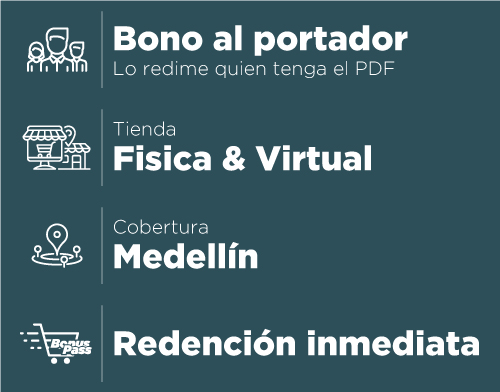 Bono al portador
Lo redime quien tenga el PDF
Tienda
Fisica & Virtual
Cobertura
Medellín
Bonus
Pass
Redención inmediata